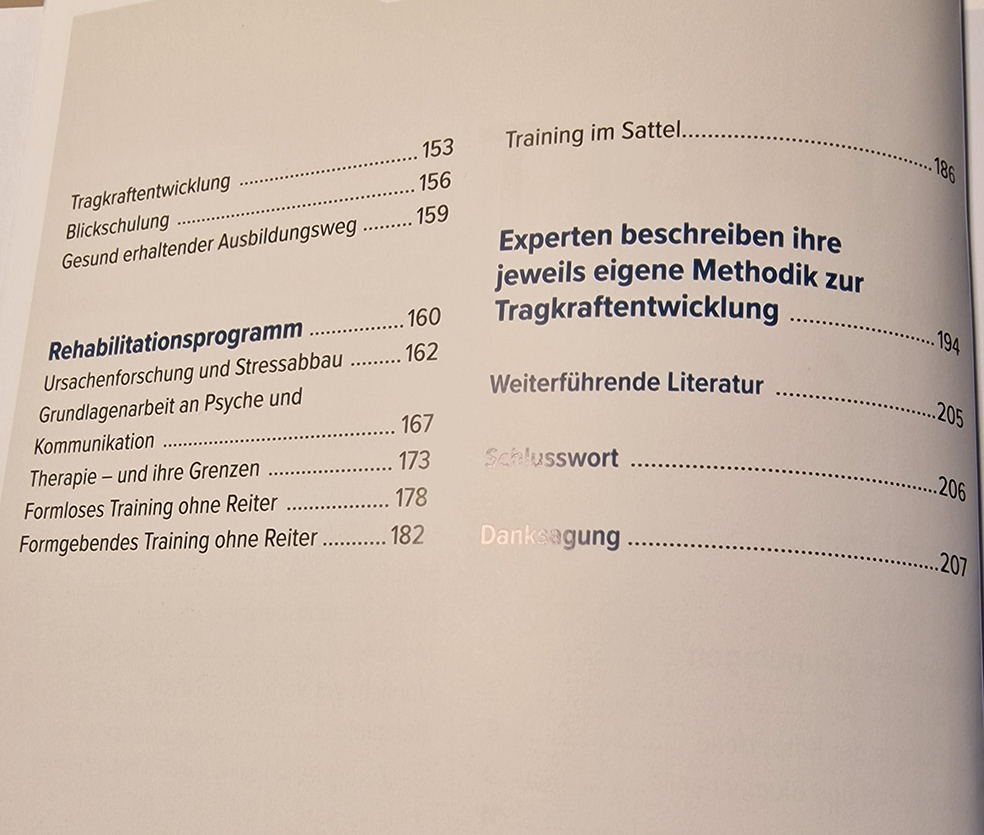 Tragkraftentwicklung ........................... 153
Blickschulung ..................................... 156
Gesund erhaltender Ausbildungsweg ......... 159
Rehabilitationsprogramm ................ 160
Ursachenforschung und Stressabbau ......... 162
Grundlagenarbeit an Psyche und
Kommunikation ........................................ 167
Therapie – und ihre Grenzen ..................... 173
Formloses Training ohne Reiter ................. 178
Formgebendes Training ohne Reiter ........... 182
Training im Sattel.......................................... 186
Experten beschreiben ihre
jeweils eigene Methodik zur
Tragkraftentwicklung ........................ 194
Weiterführende Literatur ........................... 205
Schlusswort ................................................... 206
Danksagung ................................................... 207